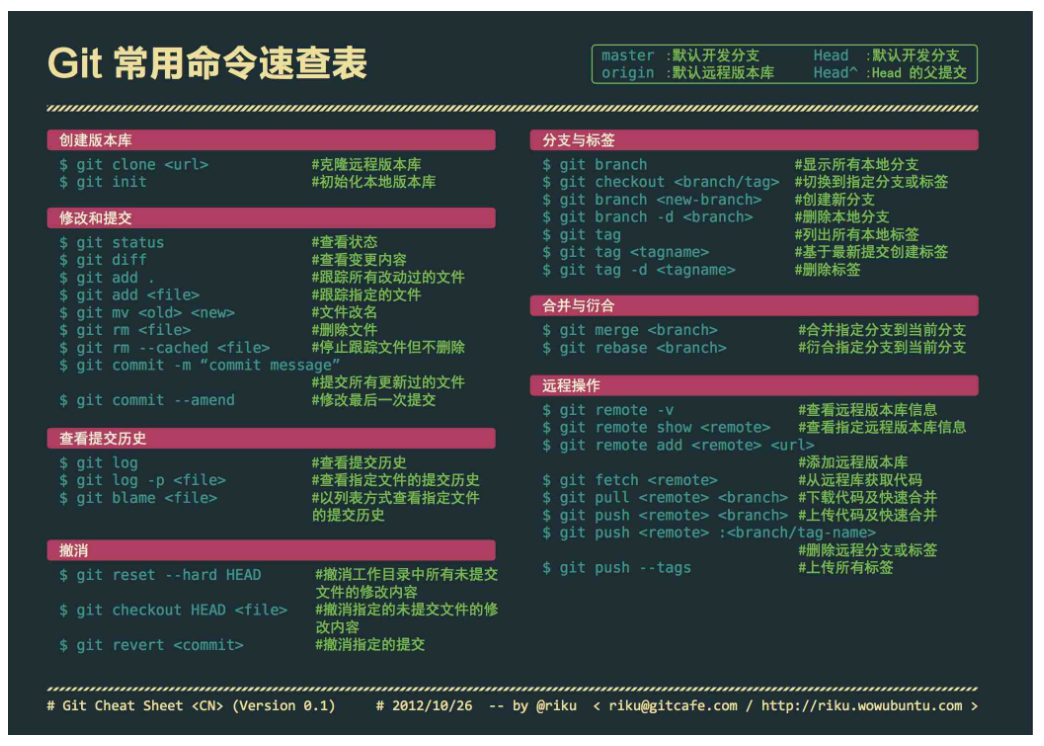 Git 常用命令速查表
master :默认开发分支 Head :默认开发分支
origin :默认远程版本库 Head^ :Head 的父提交
创建版本库
$ git clone <url> #克隆远程版本库
$ git init #初始化本地版本库
修改和提交
$ git status #查看状态
$ git diff #查看变更内容
$ git add . #跟踪所有改动过的文件
$ git add <file> #跟踪指定的文件
$ git mv <old> <new> #文件改名
$ git rm <file> #删除文件
$ git rm --cached <file> #停止跟踪文件但不删除
$ git commit -m “commit message”
#提交所有更新过的文件
$ git commit --amend #修改最后一次提交
查看提交历史
$ git log #查看提交历史
$ git log -p <file> #查看指定文件的提交历史
$ git blame <file> #以列表方式查看指定文件
的提交历史
撤消
$ git reset --hard HEAD #撤消工作目录中所有未提交
文件的修改内容
$ git checkout HEAD <file> #撤消指定的未提交文件的修
改内容
$ git revert <commit> #撤消指定的提交
分支与标签
$ git branch #显示所有本地分支
$ git checkout <branch/tag> #切换到指定分支或标签
$ git branch <new-branch> #创建新分支
$ git branch -d <branch> #删除本地分支
$ git tag #列出所有本地标签
$ git tag <tagname> #基于最新提交创建标签
$ git tag -d <tagname> #删除标签
合并与衍合
$ git merge <branch> #合并指定分支到当前分支
$ git rebase <branch> #衍合指定分支到当前分支
远程操作
$ git remote -v #查看远程版本库信息
$ git remote show <remote> #查看指定远程版本库信息
$ git remote add <remote> <url>
#添加远程版本库
$ git fetch <remote> #从远程库获取代码
$ git pull <remote> <branch> #下载代码及快速合并
$ git push <remote> <branch> #上传代码及快速合并
$ git push <remote> :<branch/tag-name>
#删除远程分支或标签
$ git push --tags #上传所有标签
# Git Cheat Sheet <CN> (Version 0.1) # 2012/10/26 -- by @riku < riku@gitcafe.com / http://riku.wowubuntu.com >